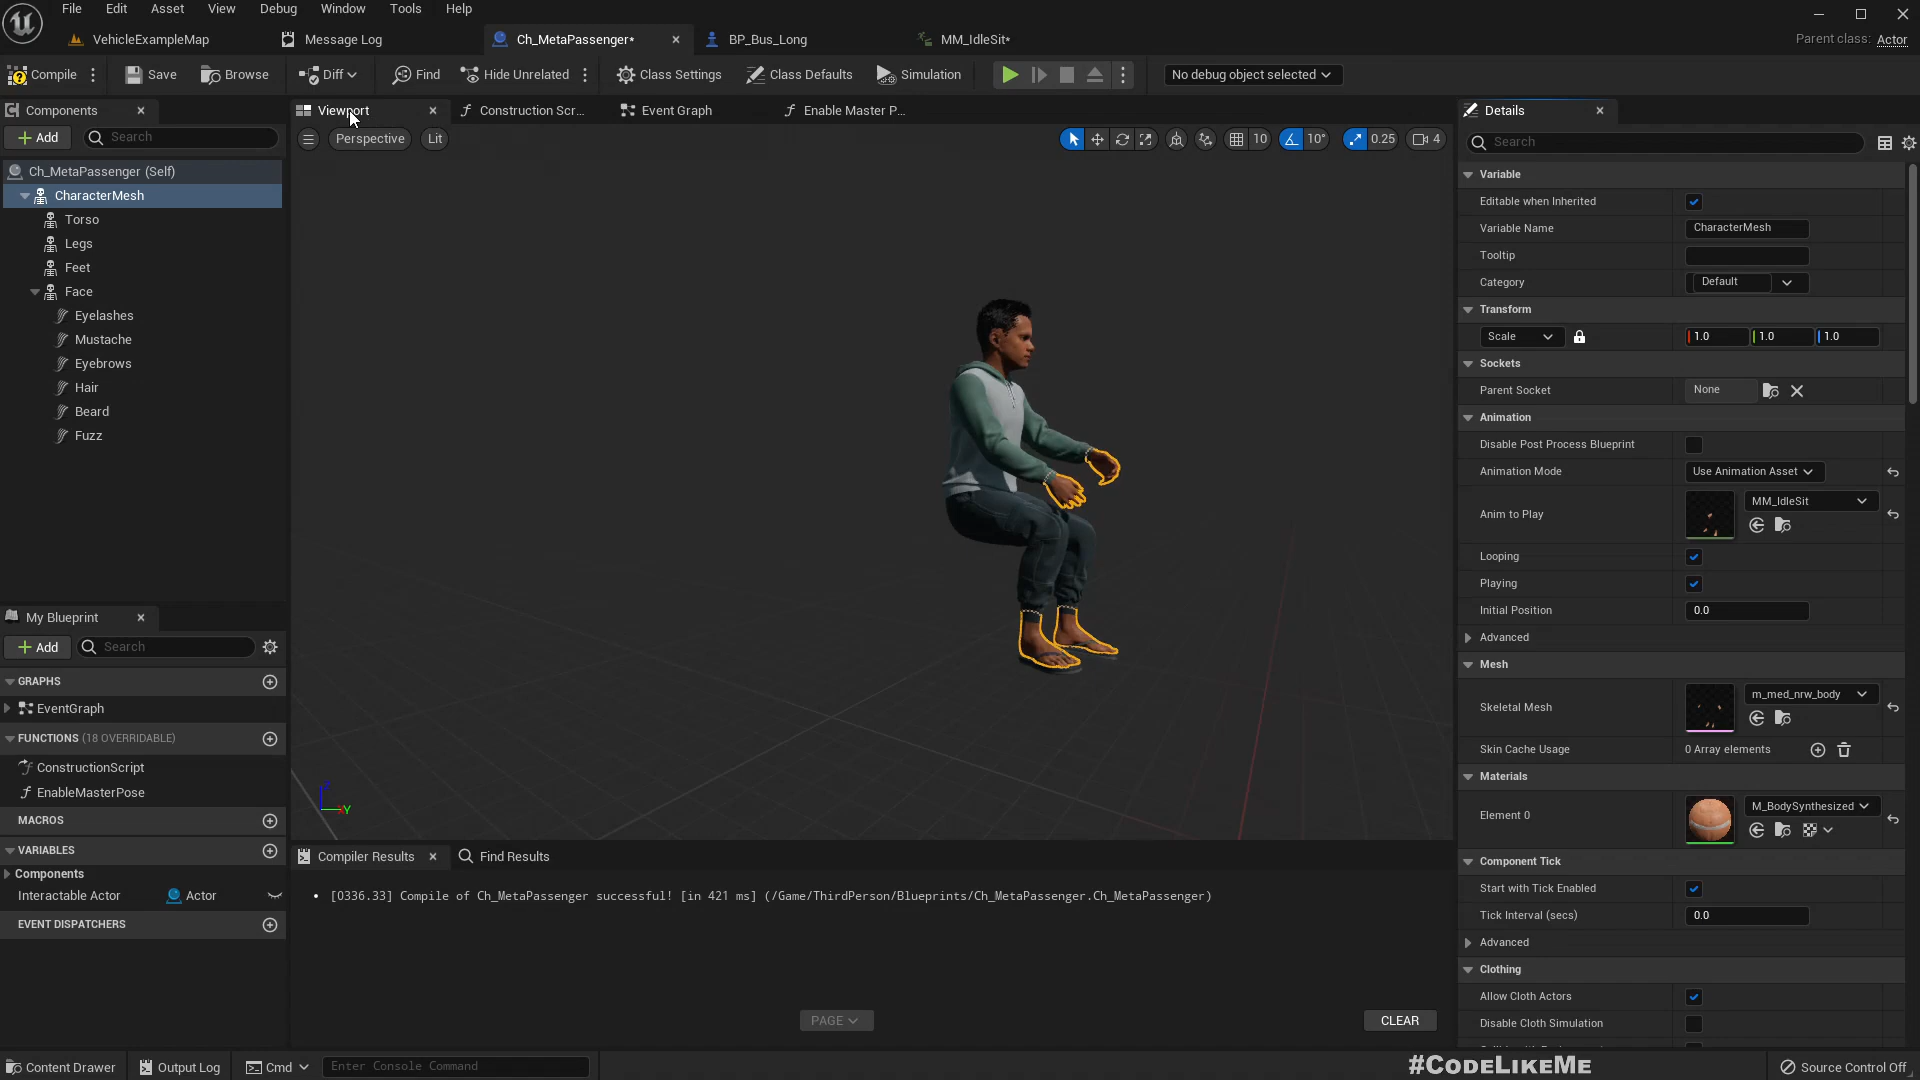 File Edit Asset View Debug Window Tools Help
VehicleExampleMap Message Log Ch_MetaPassenger* BP_Bus_Long MM_IdleSit* Parent class: Actor
Compile Save Browse Diff Find Hide Unrelated Class Settings Class Defaults Simulation No debug object selected
Components Viewport Construction Scr... Event Graph Enable Master P... Details
Add Search Perspective Lit 10 10° 0.25 4 Search
Ch_MetaPassenger (Self)
CharacterMesh
Torso
Legs
Feet
Face
Eyelashes
Mustache
Eyebrows
Hair
Beard
Fuzz
My Blueprint
Add Search
GRAPHS
EventGraph
FUNCTIONS (18 OVERRIDABLE)
ConstructionScript
EnableMasterPose
MACROS
VARIABLES
Components
Interactable Actor Actor
EVENT DISPATCHERS
Z
Y
Compiler Results Find Results
• [0336.33] Compile of Ch_MetaPassenger successful! [in 421 ms] (/Game/ThirdPerson/Blueprints/Ch_MetaPassenger.Ch_MetaPassenger)
PAGE CLEAR
Variable
Editable when Inherited
Variable Name CharacterMesh
Tooltip
Category Default
Transform
Scale 1.0 1.0 1.0
Sockets
Parent Socket None
Animation
Disable Post Process Blueprint
Animation Mode Use Animation Asset
Anim to Play MM_IdleSit
Looping
Playing
Initial Position 0.0
Advanced
Mesh
Skeletal Mesh m_med_nrw_body
Skin Cache Usage 0 Array elements
Materials
Element 0 M_BodySynthesized
Component Tick
Start with Tick Enabled
Tick Interval (secs) 0.0
Advanced
Clothing
Allow Cloth Actors
Disable Cloth Simulation
Content Drawer Output Log Cmd Enter Console Command #CODELIKEME Source Control Off